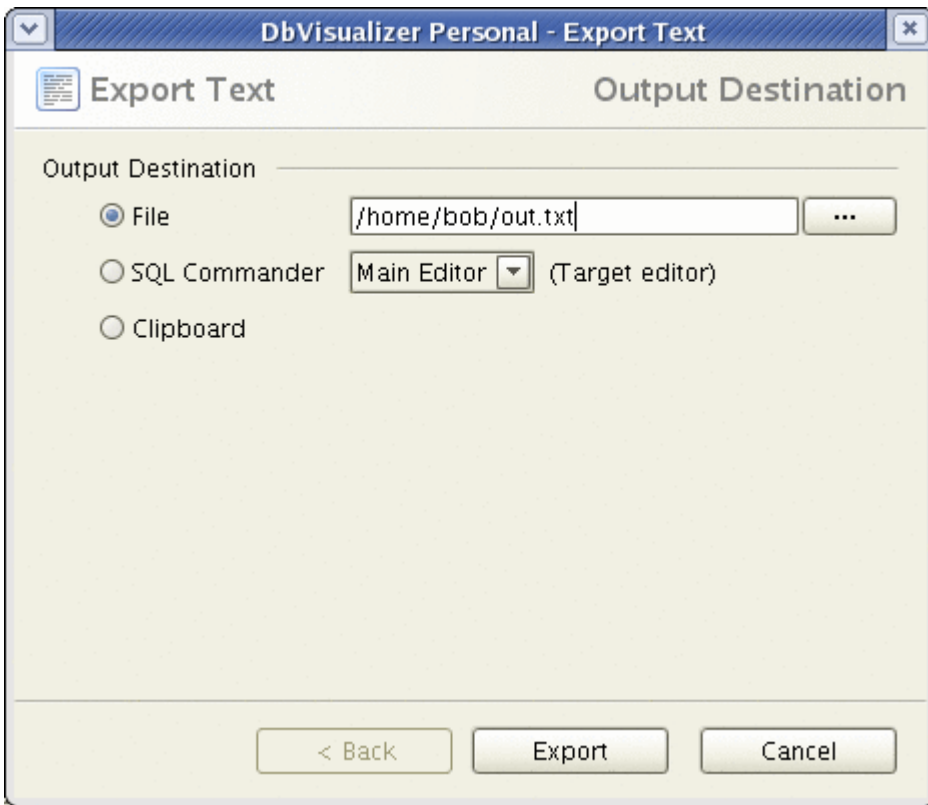 DbVisualizer Personal - Export Text
Export Text Output Destination
Output Destination
File /home/bob/out.txt ...
SQL Commander Main Editor (Target editor)
Clipboard
< Back Export Cancel